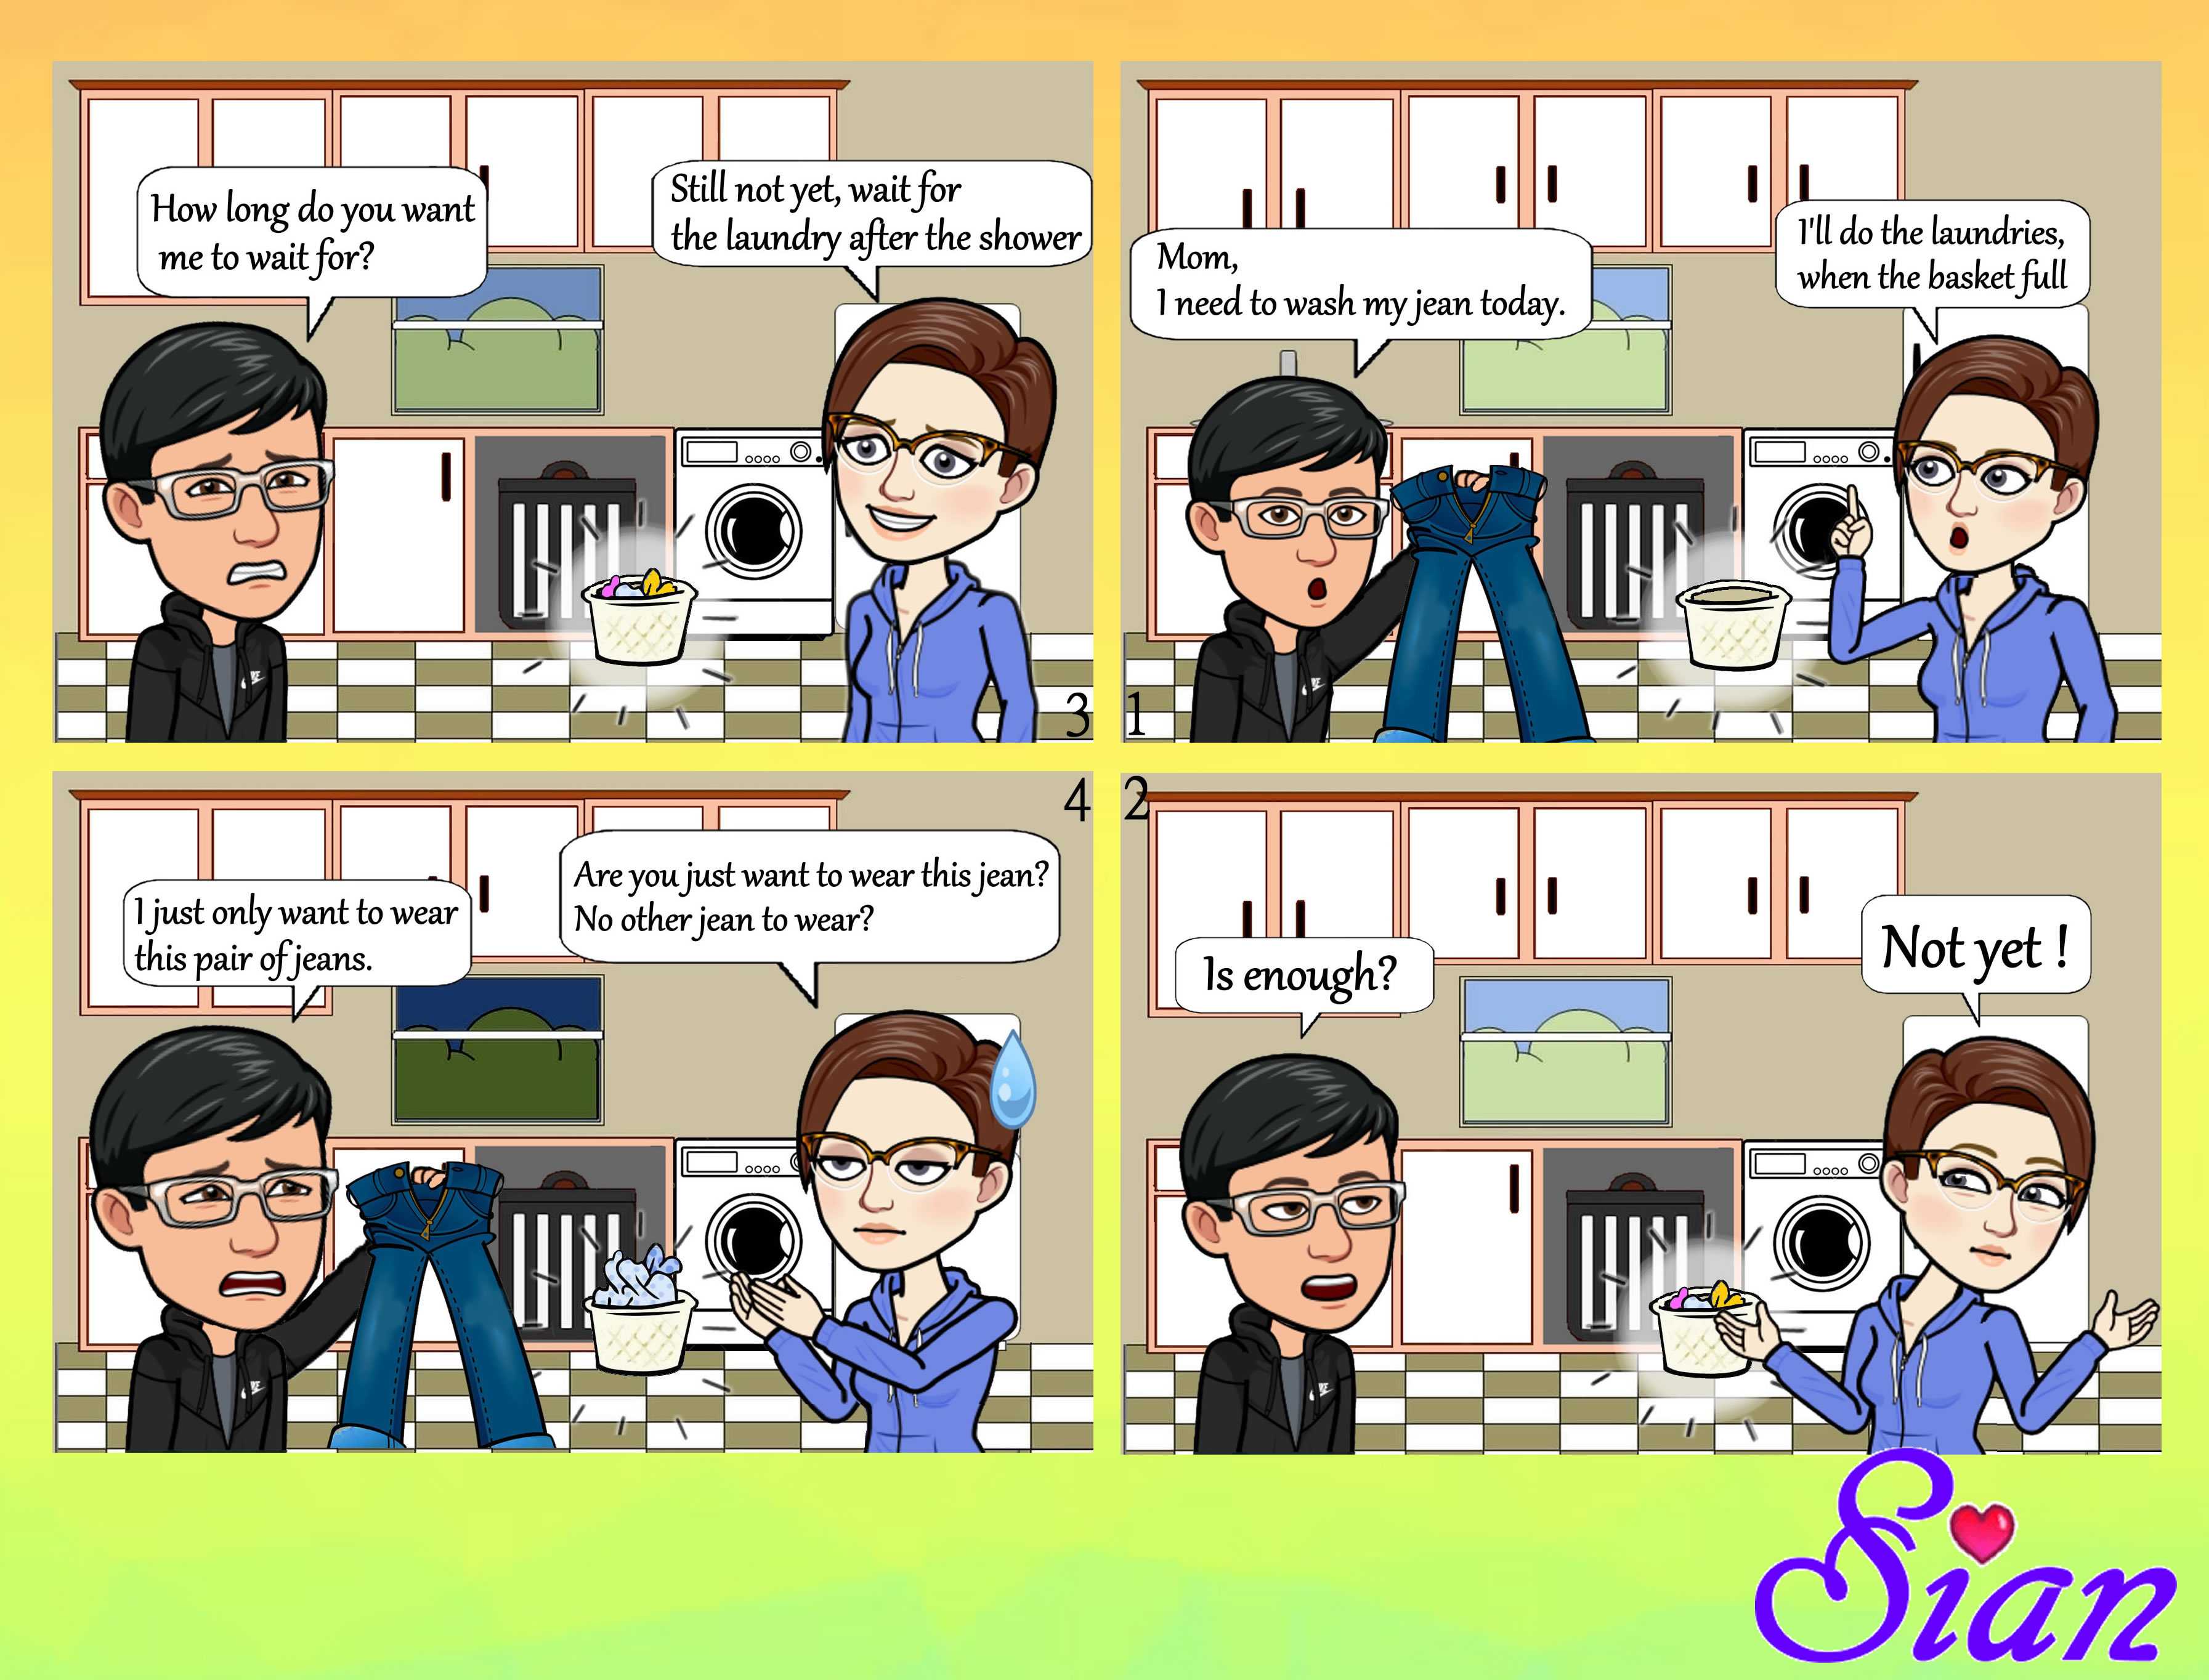 1
Mom,
I need to wash my jean today.
I'll do the laundries,
when the basket full
2
Is enough?
Not yet !
3
How long do you want
me to wait for?
Still not yet, wait for
the laundry after the shower
4
I just only want to wear
this pair of jeans.
Are you just want to wear this jean?
No other jean to wear?
Sian